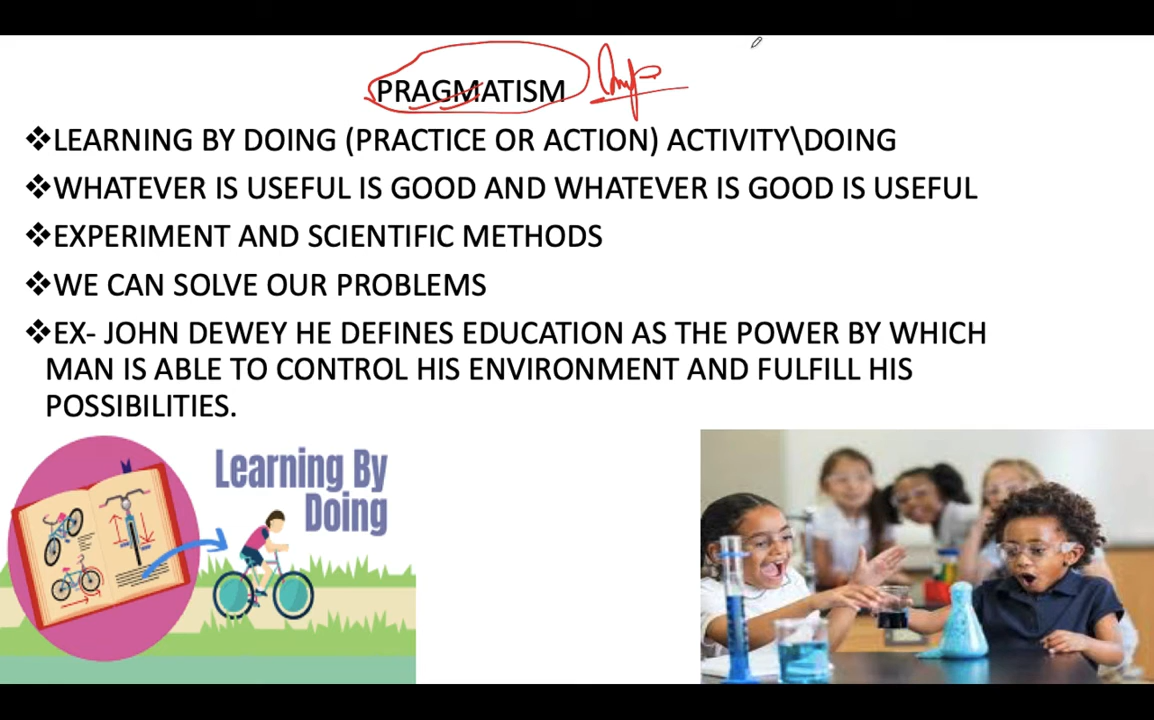 PRAGMATISM Imp
❖LEARNING BY DOING (PRACTICE OR ACTION) ACTIVITY\DOING
❖WHATEVER IS USEFUL IS GOOD AND WHATEVER IS GOOD IS USEFUL
❖EXPERIMENT AND SCIENTIFIC METHODS
❖WE CAN SOLVE OUR PROBLEMS
❖EX- JOHN DEWEY HE DEFINES EDUCATION AS THE POWER BY WHICH
MAN IS ABLE TO CONTROL HIS ENVIRONMENT AND FULFILL HIS
POSSIBILITIES.
Learning By
Doing